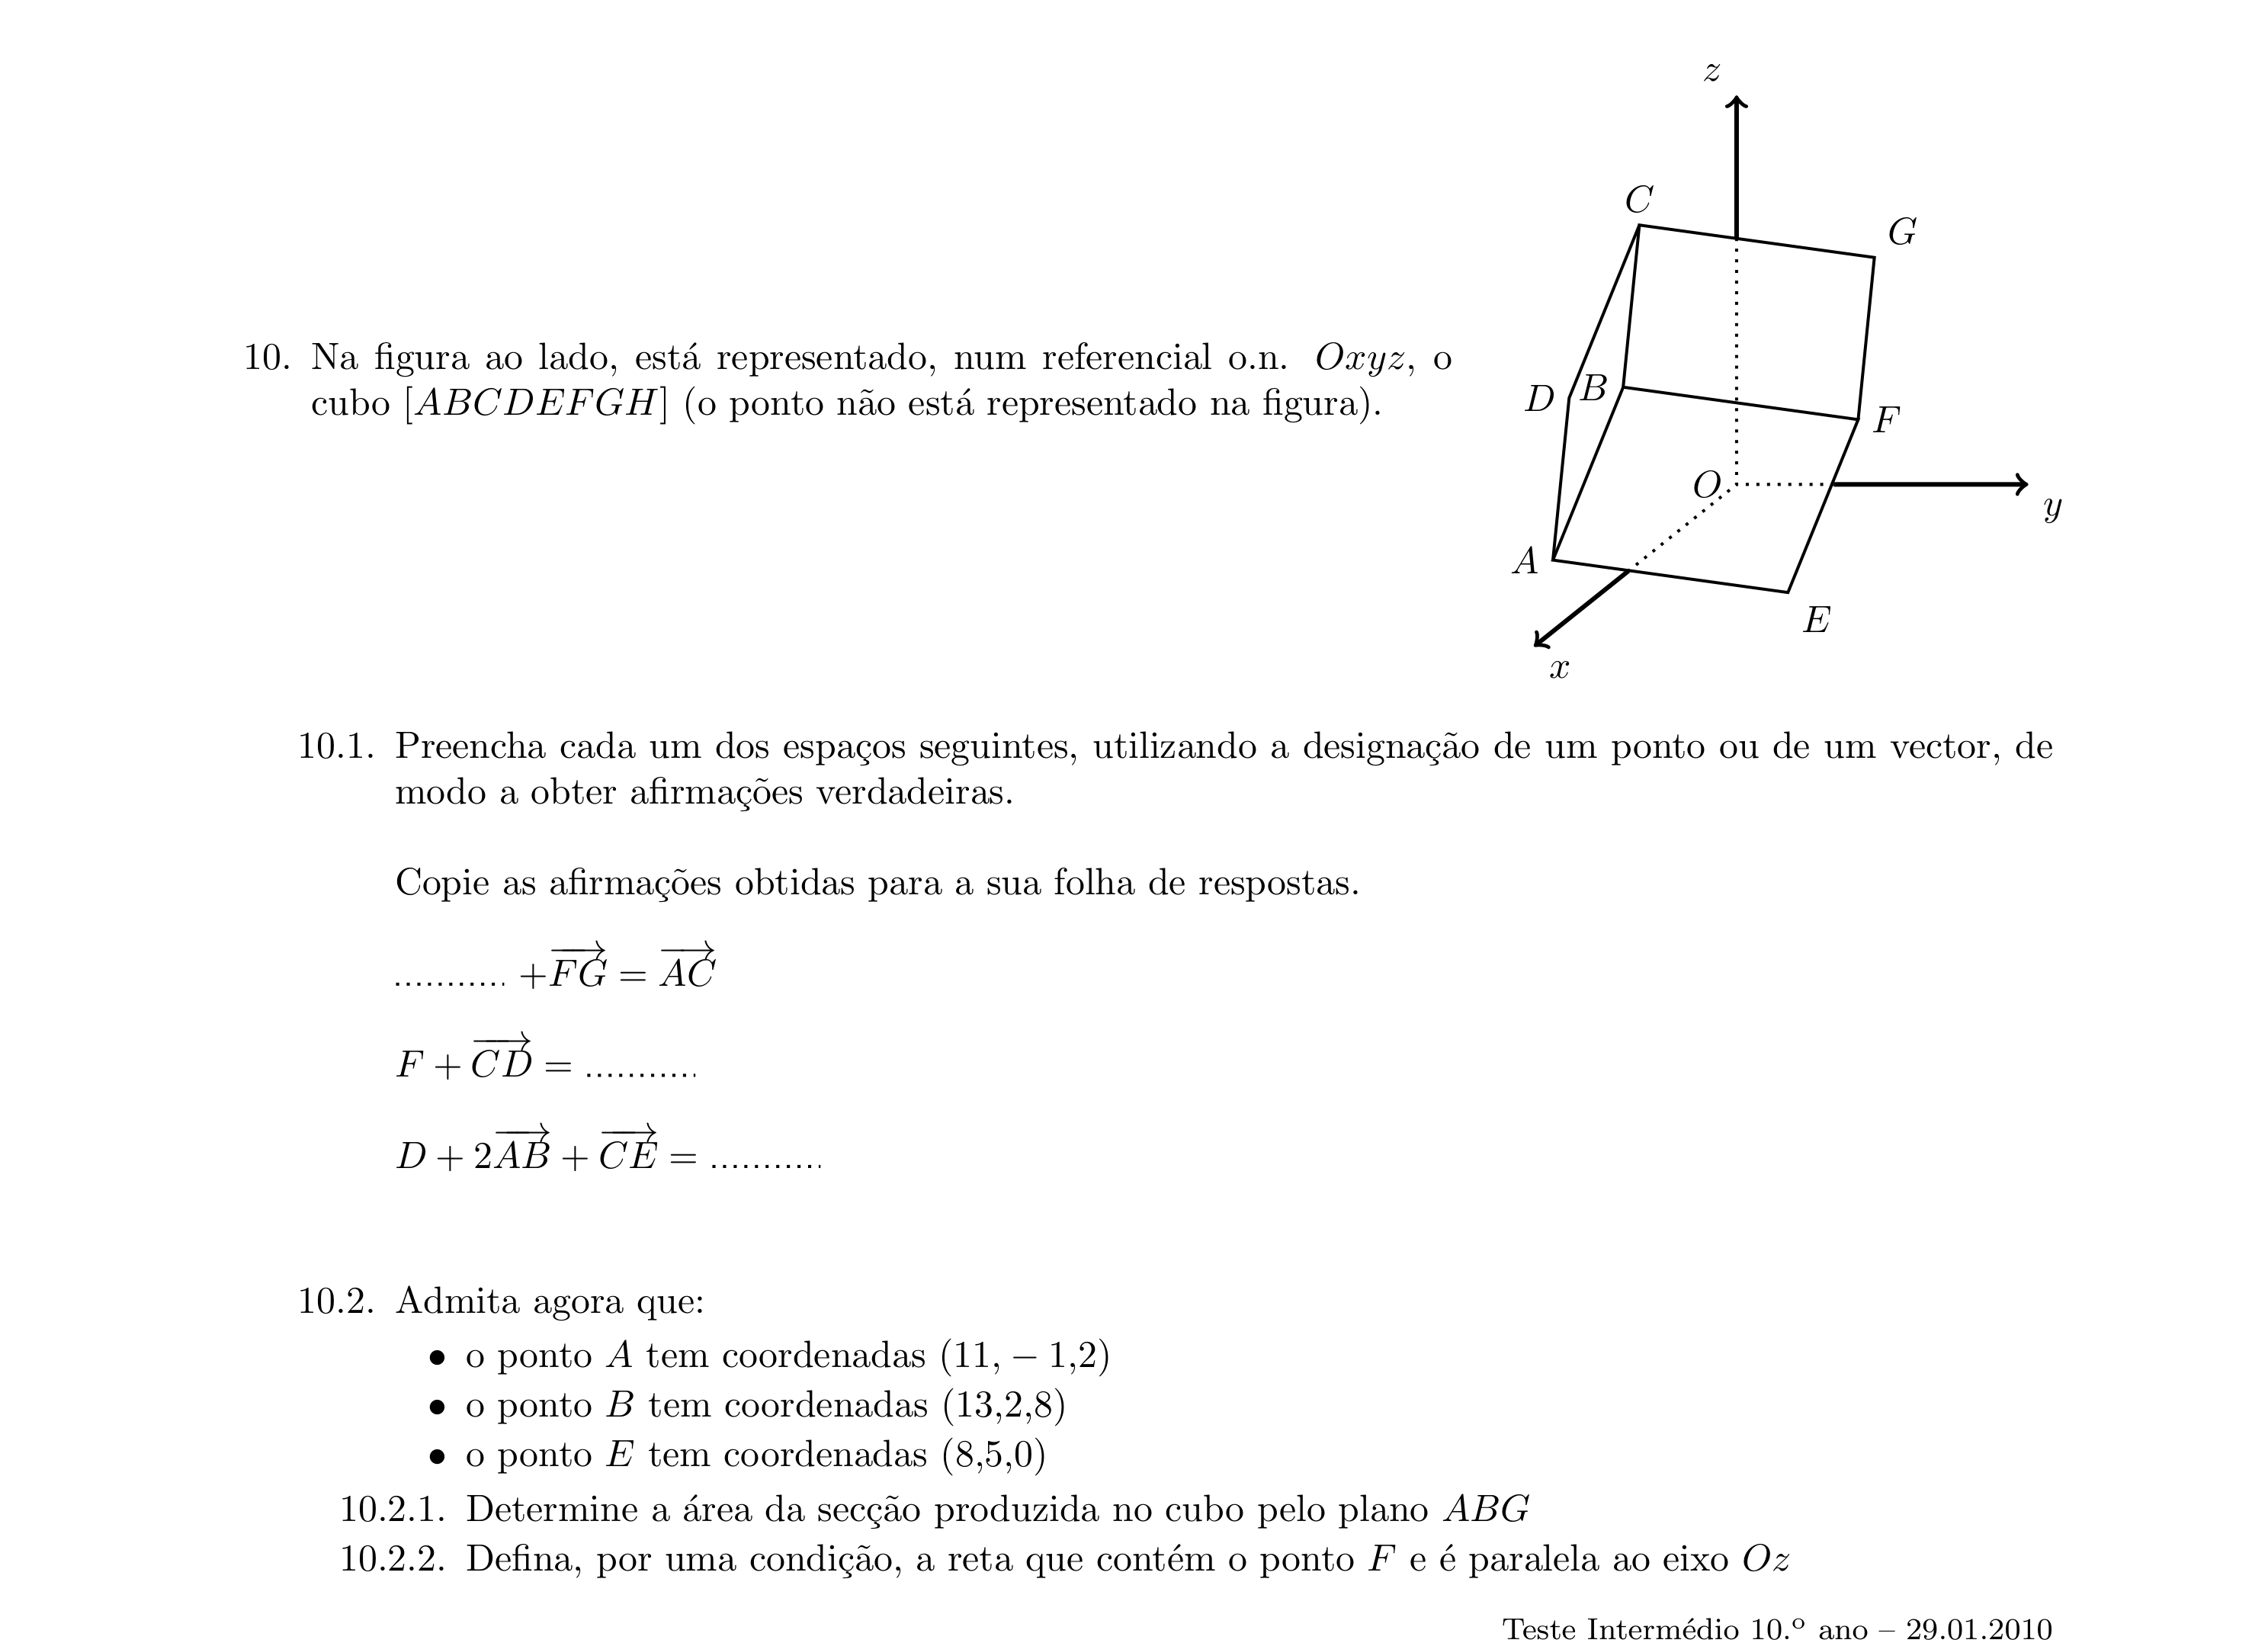 z
C
G
10. Na figura ao lado, está representado, num referencial o.n. Oxyz, o
cubo [ABCDEFGH] (o ponto não está representado na figura).
D
B
F
O
y
A
E
x
10.1. Preencha cada um dos espaços seguintes, utilizando a designação de um ponto ou de um vector, de
modo a obter afirmações verdadeiras.
Copie as afirmações obtidas para a sua folha de respostas.
........... +\overrightarrow{FG} = \overrightarrow{AC}
F + \overrightarrow{CD} = ...........
D + 2\overrightarrow{AB} + \overrightarrow{CE} = ...........
10.2. Admita agora que:
• o ponto A tem coordenadas (11, − 1,2)
• o ponto B tem coordenadas (13,2,8)
• o ponto E tem coordenadas (8,5,0)
10.2.1. Determine a área da secção produzida no cubo pelo plano ABG
10.2.2. Defina, por uma condição, a reta que contém o ponto F e é paralela ao eixo Oz
Teste Intermédio 10.º ano – 29.01.2010